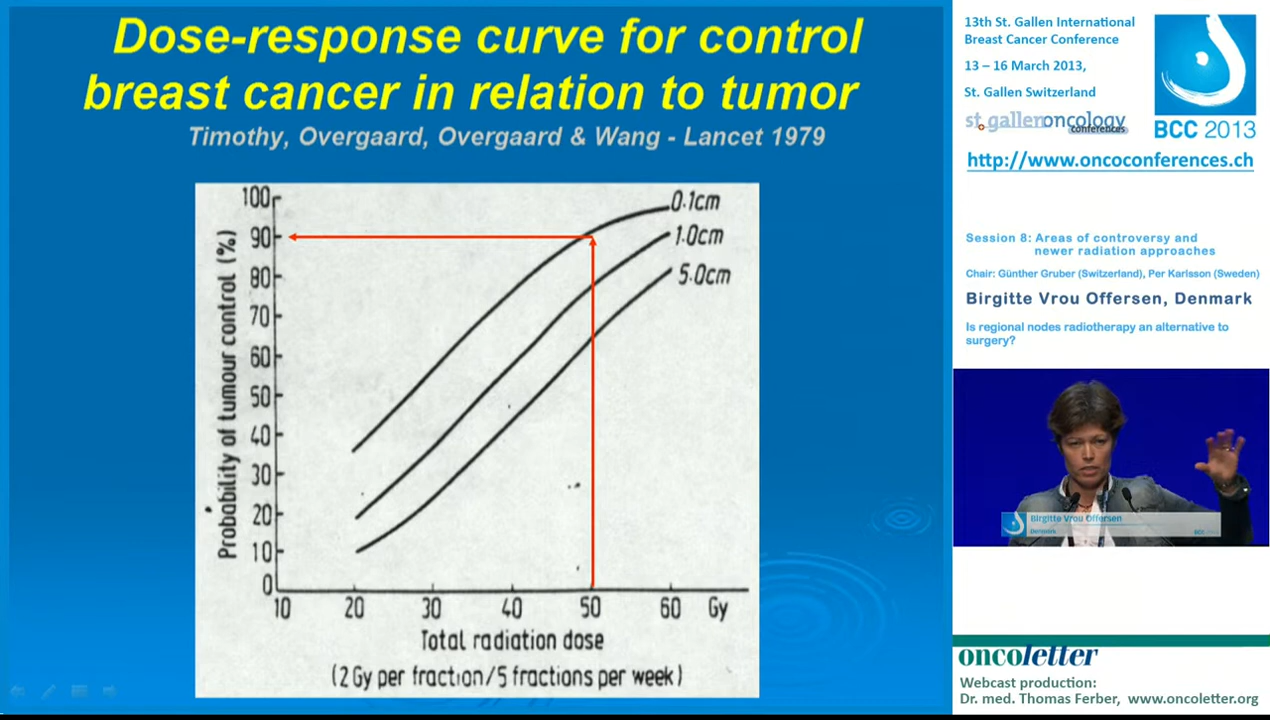 Dose-response curve for control
breast cancer in relation to tumor
Timothy, Overgaard, Overgaard & Wang - Lancet 1979
100
90
80
70
60
50
40
30
20
10
0
Probability of tumour control (%)
0.1cm
1.0cm
5.0cm
10 20 30 40 50 60 Gy
Total radiation dose
(2 Gy per fraction/5 fractions per week)
13th St. Gallen International
Breast Cancer Conference
13 – 16 March 2013,
St. Gallen Switzerland
st.gallenoncology
conferences
BCC 2013
http://www.oncoconferences.ch
Session 8: Areas of controversy and
newer radiation approaches
Chair: Günther Gruber (Switzerland), Per Karlsson (Sweden)
Birgitte Vrou Offersen, Denmark
Is regional nodes radiotherapy an alternative to
surgery?
Birgitte Vrou Offersen
Denmark
BCC 2013
oncoletter
Webcast production:
Dr. med. Thomas Ferber, www.oncoletter.org